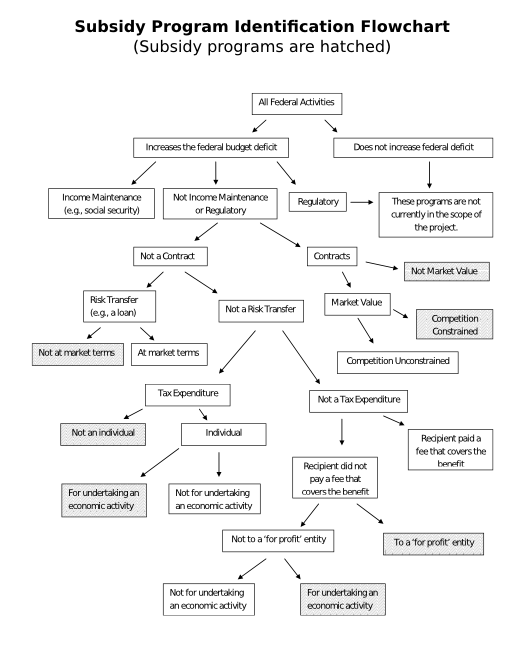 Subsidy Program Identification Flowchart
(Subsidy programs are hatched)
All Federal Activities
Increases the federal budget deficit
Does not increase federal deficit
Income Maintenance
(e.g., social security)
Not Income Maintenance
or Regulatory
Regulatory
These programs are not
currently in the scope of
the project.
Not a Contract
Contracts
Not Market Value
Risk Transfer
(e.g., a loan)
Not a Risk Transfer
Market Value
Competition
Constrained
Not at market terms
At market terms
Competition Unconstrained
Tax Expenditure
Not a Tax Expenditure
Not an individual
Individual
Recipient paid a
fee that covers the
benefit
Recipient did not
pay a fee that
covers the benefit
For undertaking an
economic activity
Not for undertaking
an economic activity
Not to a ‘for profit’ entity
To a ‘for profit’ entity
Not for undertaking
an economic activity
For undertaking an
economic activity